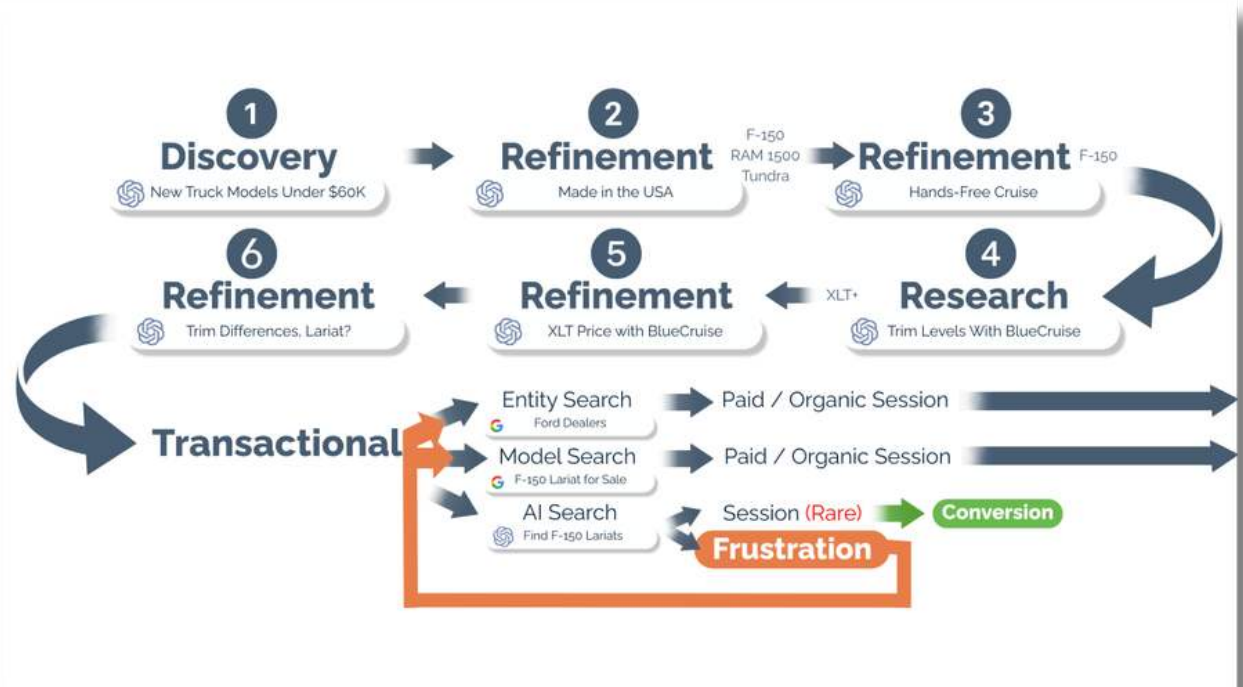 1
Discovery
New Truck Models Under $60K
2
Refinement
Made in the USA
F-150
RAM 1500
Tundra
3
Refinement
Hands-Free Cruise
F-150
4
Research
Trim Levels With BlueCruise
XLT+
5
Refinement
XLT Price with BlueCruise
6
Refinement
Trim Differences, Lariat?
Transactional
Entity Search
G Ford Dealers
Paid / Organic Session
Model Search
G F-150 Lariat for Sale
Paid / Organic Session
AI Search
Find F-150 Lariats
Session (Rare)
Conversion
Frustration